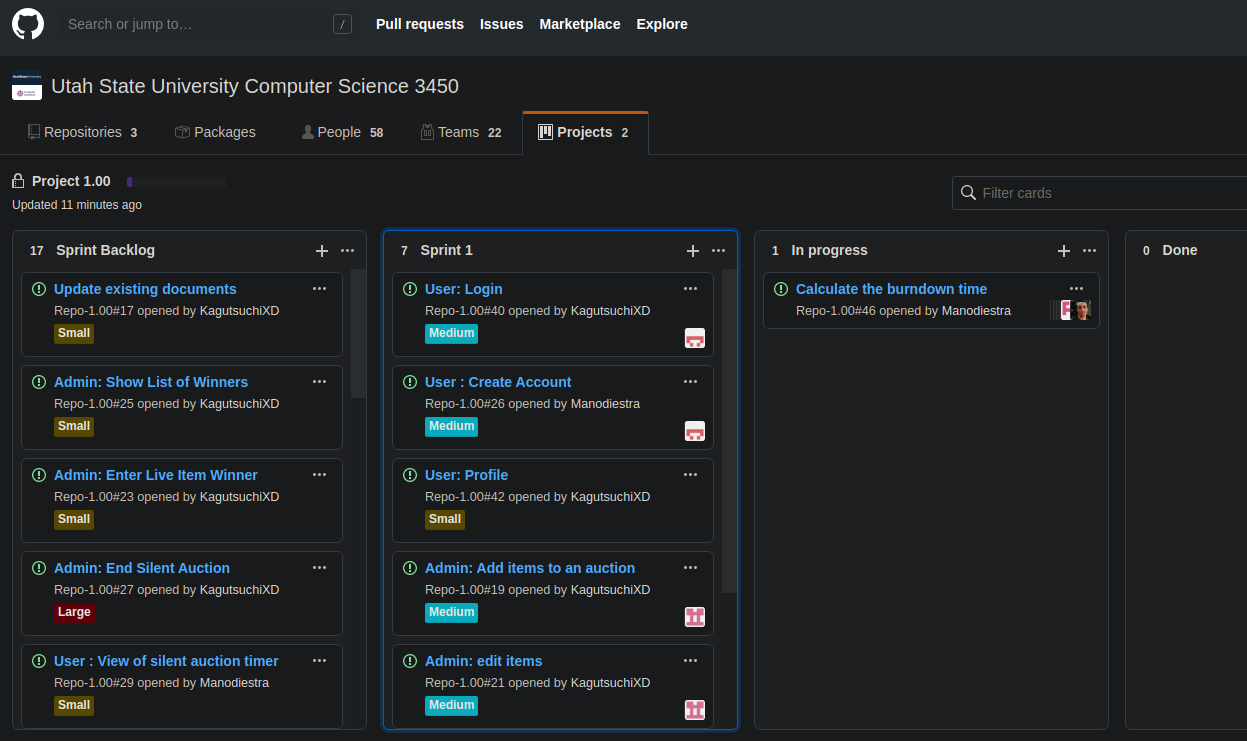 Search or jump to…
/
Pull requests
Issues
Marketplace
Explore
Utah State University Computer Science 3450
Repositories 3
Packages
People 58
Teams 22
Projects 2
Project 1.00
Updated 11 minutes ago
Filter cards
17 Sprint Backlog
Update existing documents
Repo-1.00#17 opened by KagutsuchiXD
Small
Admin: Show List of Winners
Repo-1.00#25 opened by KagutsuchiXD
Small
Admin: Enter Live Item Winner
Repo-1.00#23 opened by KagutsuchiXD
Small
Admin: End Silent Auction
Repo-1.00#27 opened by KagutsuchiXD
Large
User : View of silent auction timer
Repo-1.00#29 opened by Manodiestra
Small
7 Sprint 1
User: Login
Repo-1.00#40 opened by KagutsuchiXD
Medium
User : Create Account
Repo-1.00#26 opened by Manodiestra
Medium
User: Profile
Repo-1.00#42 opened by KagutsuchiXD
Small
Admin: Add items to an auction
Repo-1.00#19 opened by KagutsuchiXD
Medium
Admin: edit items
Repo-1.00#21 opened by KagutsuchiXD
Medium
1 In progress
Calculate the burndown time
Repo-1.00#46 opened by Manodiestra
0 Done